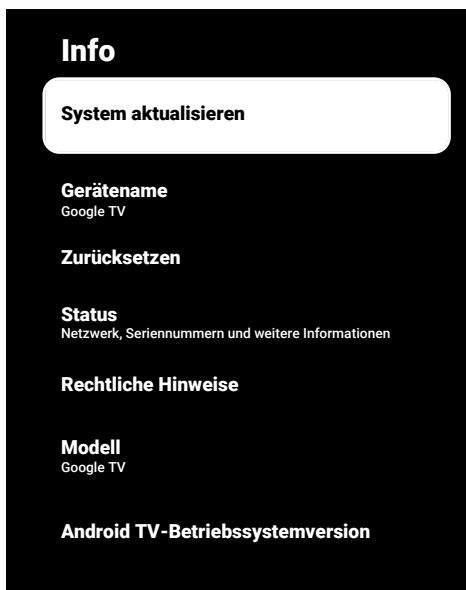 Info
System aktualisieren
Gerätename
Google TV
Zurücksetzen
Status
Netzwerk, Seriennummern und weitere Informationen
Rechtliche Hinweise
Modell
Google TV
Android TV-Betriebssystemversion